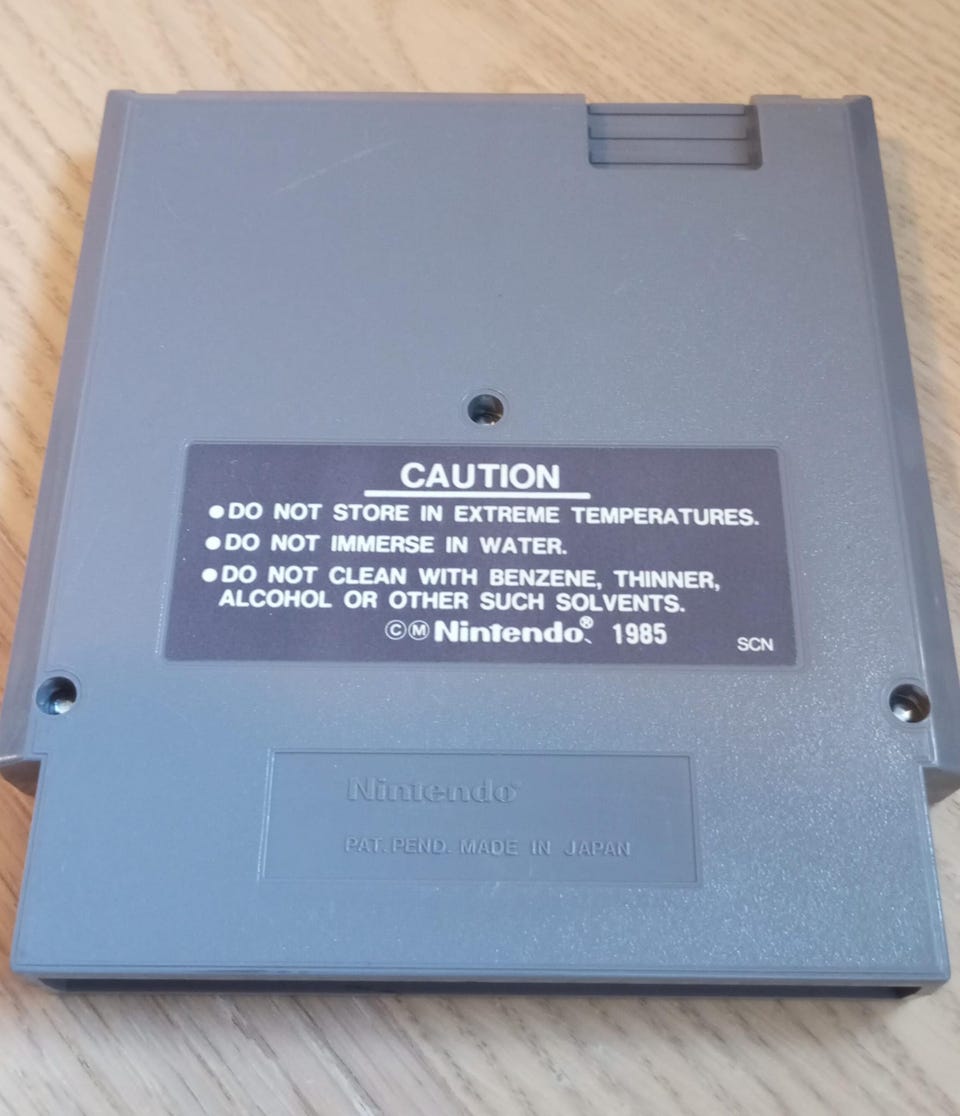 CAUTION
●DO NOT STORE IN EXTREME TEMPERATURES.
●DO NOT IMMERSE IN WATER.
●DO NOT CLEAN WITH BENZENE, THINNER,
ALCOHOL OR OTHER SUCH SOLVENTS.
©Ⓜ Nintendo® 1985
SCN
Nintendo®
PAT. PEND. MADE IN JAPAN